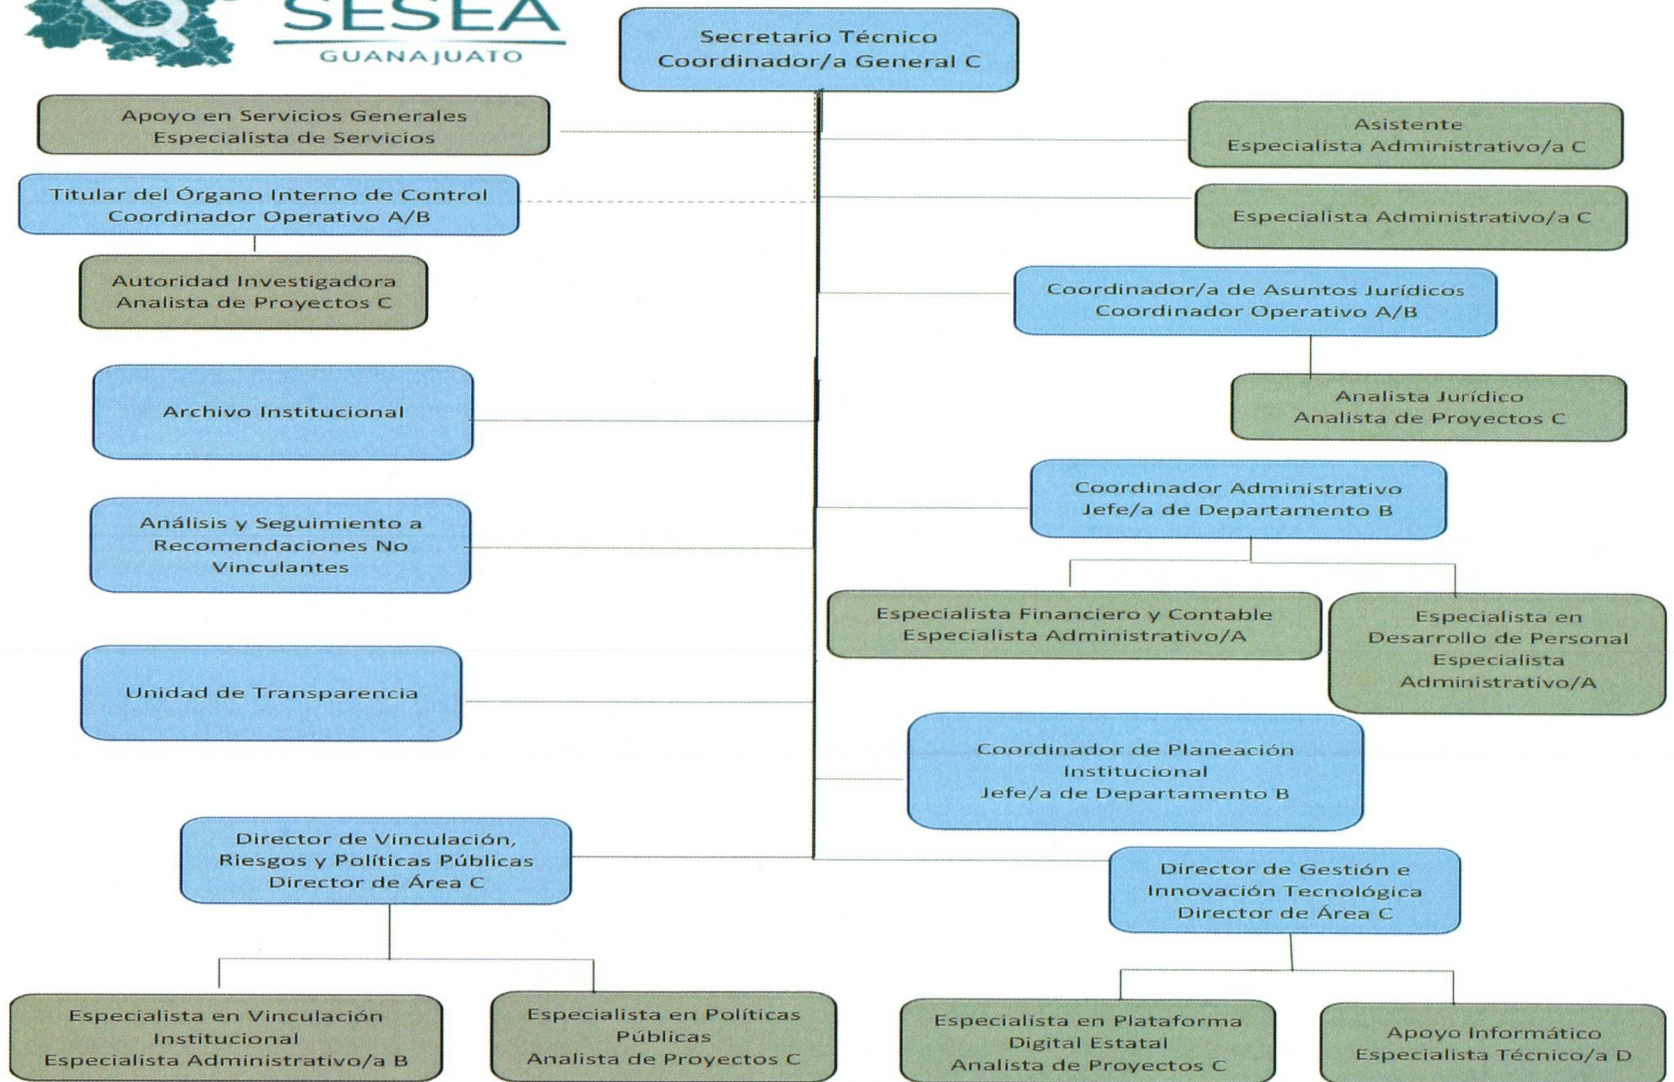 SESEA
GUANAJUATO
Secretario Técnico
Coordinador/a General C
Apoyo en Servicios Generales
Especialista de Servicios
Asistente
Especialista Administrativo/a C
Titular del Órgano Interno de Control
Coordinador Operativo A/B
Especialista Administrativo/a C
Autoridad Investigadora
Analista de Proyectos C
Coordinador/a de Asuntos Jurídicos
Coordinador Operativo A/B
Archivo Institucional
Analista Jurídico
Analista de Proyectos C
Análisis y Seguimiento a
Recomendaciones No
Vinculantes
Coordinador Administrativo
Jefe/a de Departamento B
Especialista Financiero y Contable
Especialista Administrativo/A
Especialista en
Desarrollo de Personal
Especialista
Administrativo/A
Unidad de Transparencia
Coordinador de Planeación
Institucional
Jefe/a de Departamento B
Director de Vinculación,
Riesgos y Políticas Públicas
Director de Área C
Director de Gestión e
Innovación Tecnológica
Director de Área C
Especialista en Vinculación
Institucional
Especialista Administrativo/a B
Especialista en Políticas
Públicas
Analista de Proyectos C
Especialista en Plataforma
Digital Estatal
Analista de Proyectos C
Apoyo Informático
Especialista Técnico/a D